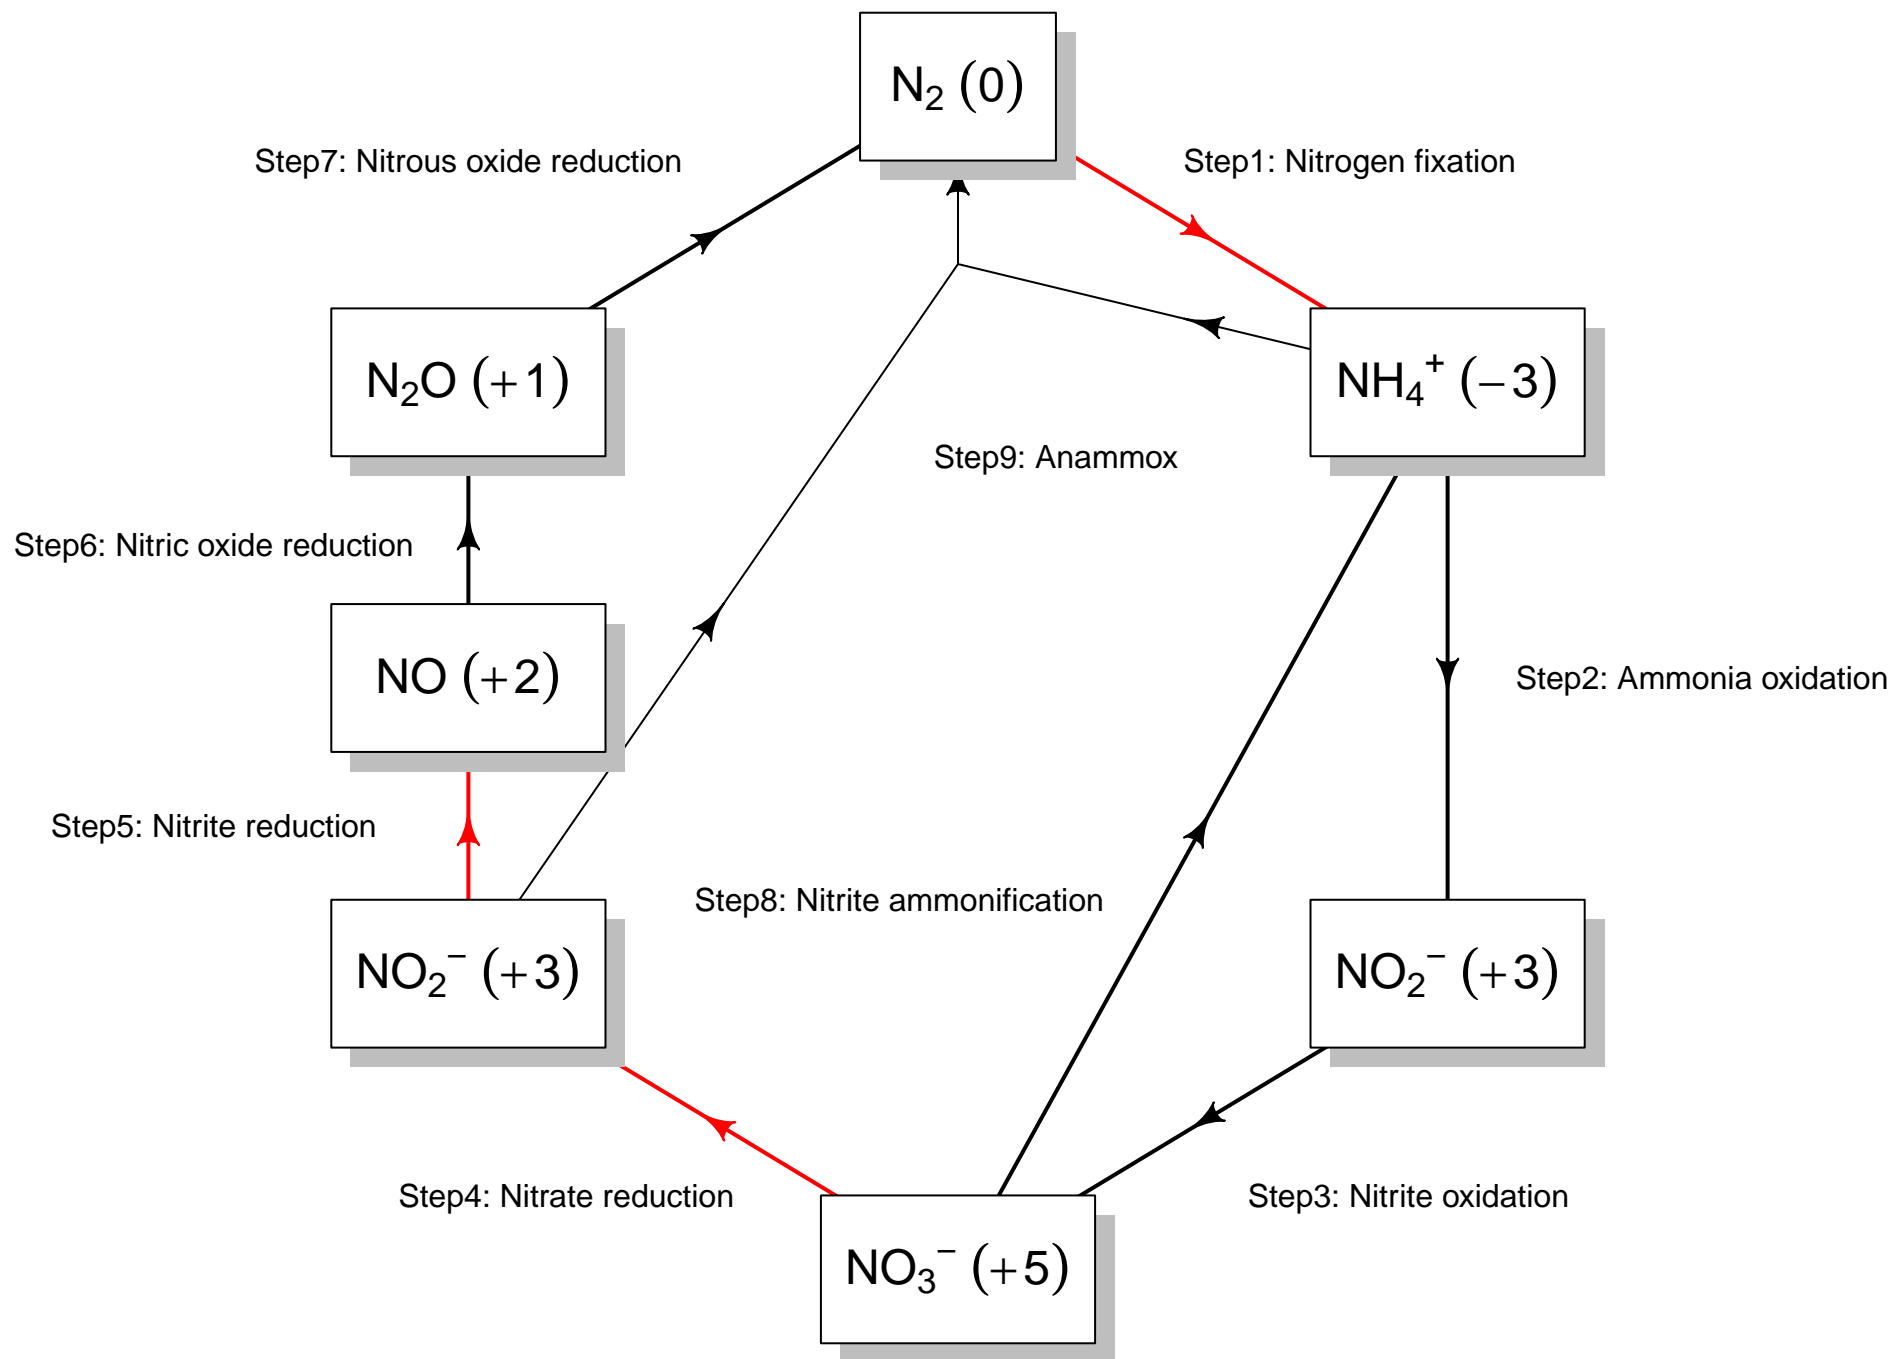 N₂ (0)
Step7: Nitrous oxide reduction
Step1: Nitrogen fixation
N₂O (+1)
NH₄⁺ (−3)
Step9: Anammox
Step6: Nitric oxide reduction
NO (+2)
Step2: Ammonia oxidation
Step5: Nitrite reduction
Step8: Nitrite ammonification
NO₂⁻ (+3)
NO₂⁻ (+3)
Step4: Nitrate reduction
Step3: Nitrite oxidation
NO₃⁻ (+5)